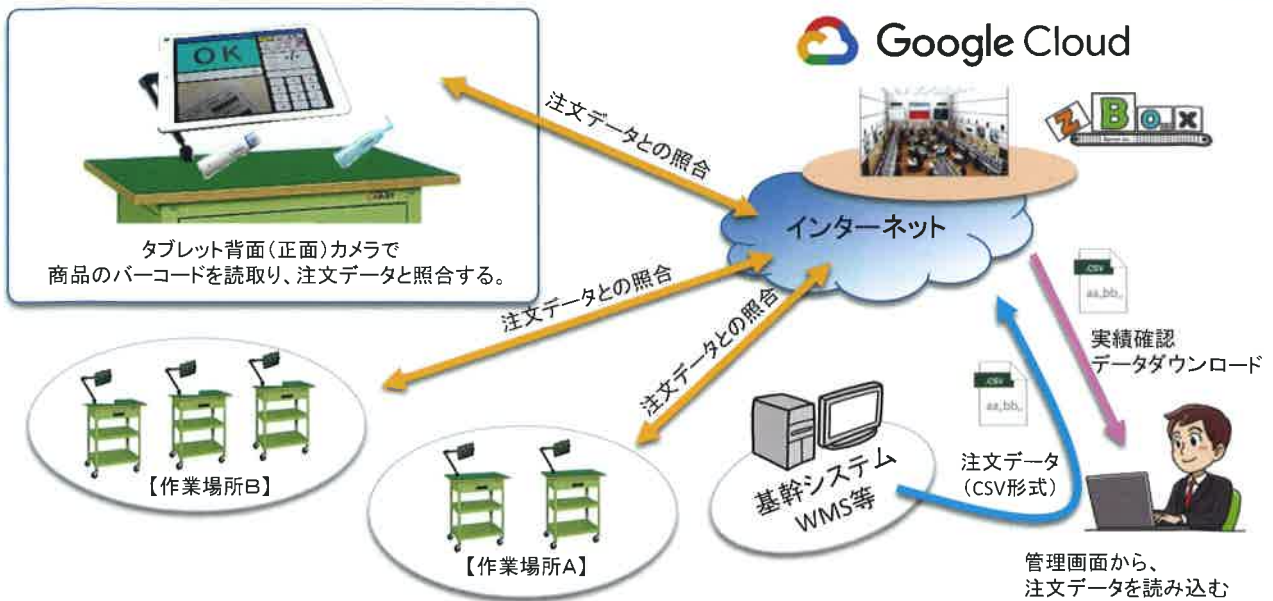 OK
Google Cloud
zBox
注文データとの照合
インターネット
タブレット背面(正面)カメラで
商品のバーコードを読取り、注文データと照合する。
注文データとの照合
注文データとの照合
.CSV
aa,bb,,
実績確認
データダウンロード
.CSV
aa,bb,,
【作業場所B】
【作業場所A】
基幹システム
WMS等
注文データ
(CSV形式)
管理画面から、
注文データを読み込む